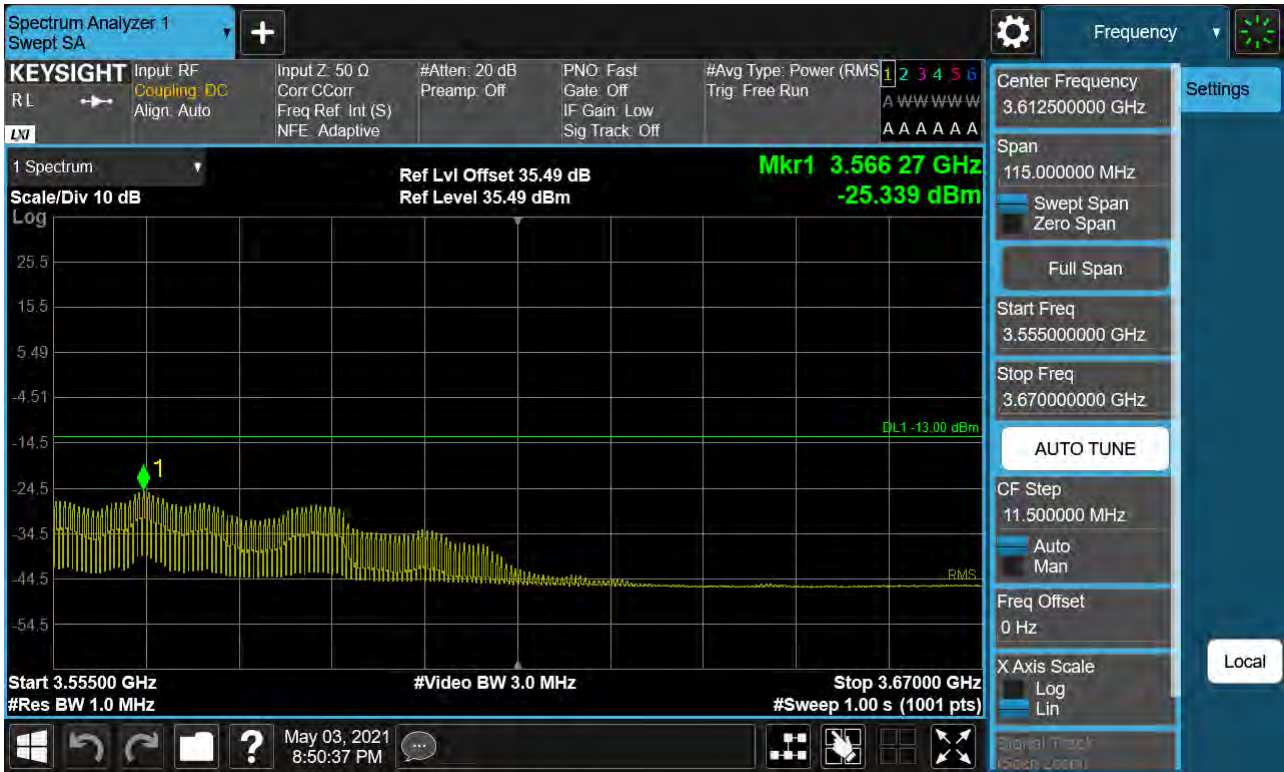 Spectrum Analyzer 1
Swept SA
+
Frequency
KEYSIGHT
RL
LXI
Input: RF
Coupling: DC
Align: Auto
Input Z: 50 Ω
Corr CCorr
Freq Ref: Int (S)
NFE: Adaptive
#Atten: 20 dB
Preamp: Off
PNO: Fast
Gate: Off
IF Gain: Low
Sig Track: Off
#Avg Type: Power (RMS
Trig: Free Run
1 2 3 4 5 6
A W W W W W
A A A A A A
Center Frequency
3.612500000 GHz
Settings
Span
115.000000 MHz
Swept Span
Zero Span
Full Span
Start Freq
3.555000000 GHz
Stop Freq
3.670000000 GHz
AUTO TUNE
CF Step
11.500000 MHz
Auto
Man
Freq Offset
0 Hz
X Axis Scale
Log
Lin
Signal Track
(Span Zoom)
Local
1 Spectrum
Scale/Div 10 dB
Log
Ref Lvl Offset 35.49 dB
Ref Level 35.49 dBm
Mkr1 3.566 27 GHz
-25.339 dBm
25.5
15.5
5.49
-4.51
DL1 -13.00 dBm
-14.5
1
-24.5
-34.5
-44.5
RMS
-54.5
Start 3.55500 GHz
#Video BW 3.0 MHz
Stop 3.67000 GHz
#Res BW 1.0 MHz
#Sweep 1.00 s (1001 pts)
?
May 03, 2021
8:50:37 PM